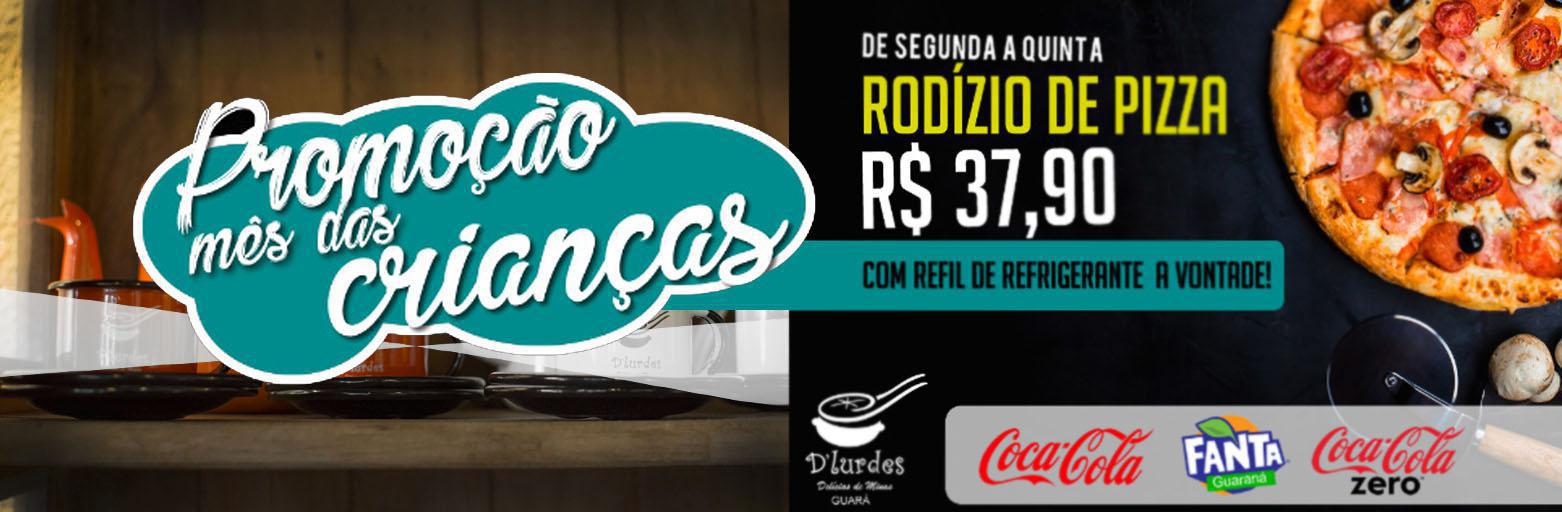 Promoção
mês das
crianças
DE SEGUNDA A QUINTA
RODÍZIO DE PIZZA
R$ 37,90
COM REFIL DE REFRIGERANTE A VONTADE!
D'lurdes
D'lurdes
Delícias de Minas
GUARÁ
Coca-Cola
FANTA
Guaraná
Coca-Cola
zero